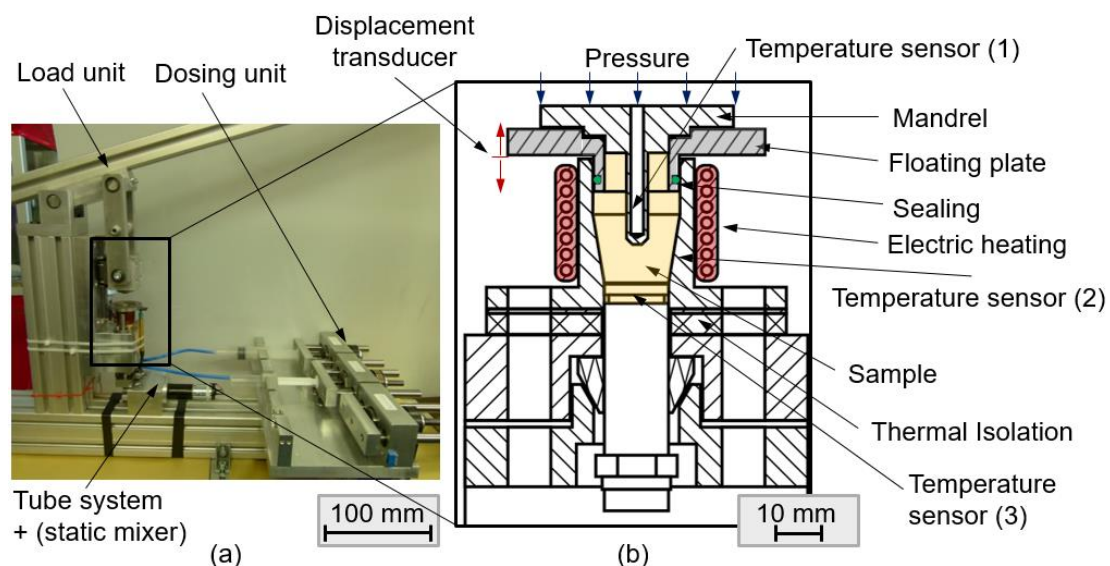 Displacement
transducer
Load unit
Dosing unit
Tube system
+ (static mixer)
100 mm
(a)
Pressure
Temperature sensor (1)
Mandrel
Floating plate
Sealing
Electric heating
Temperature sensor (2)
Sample
Thermal Isolation
Temperature
sensor (3)
10 mm
(b)